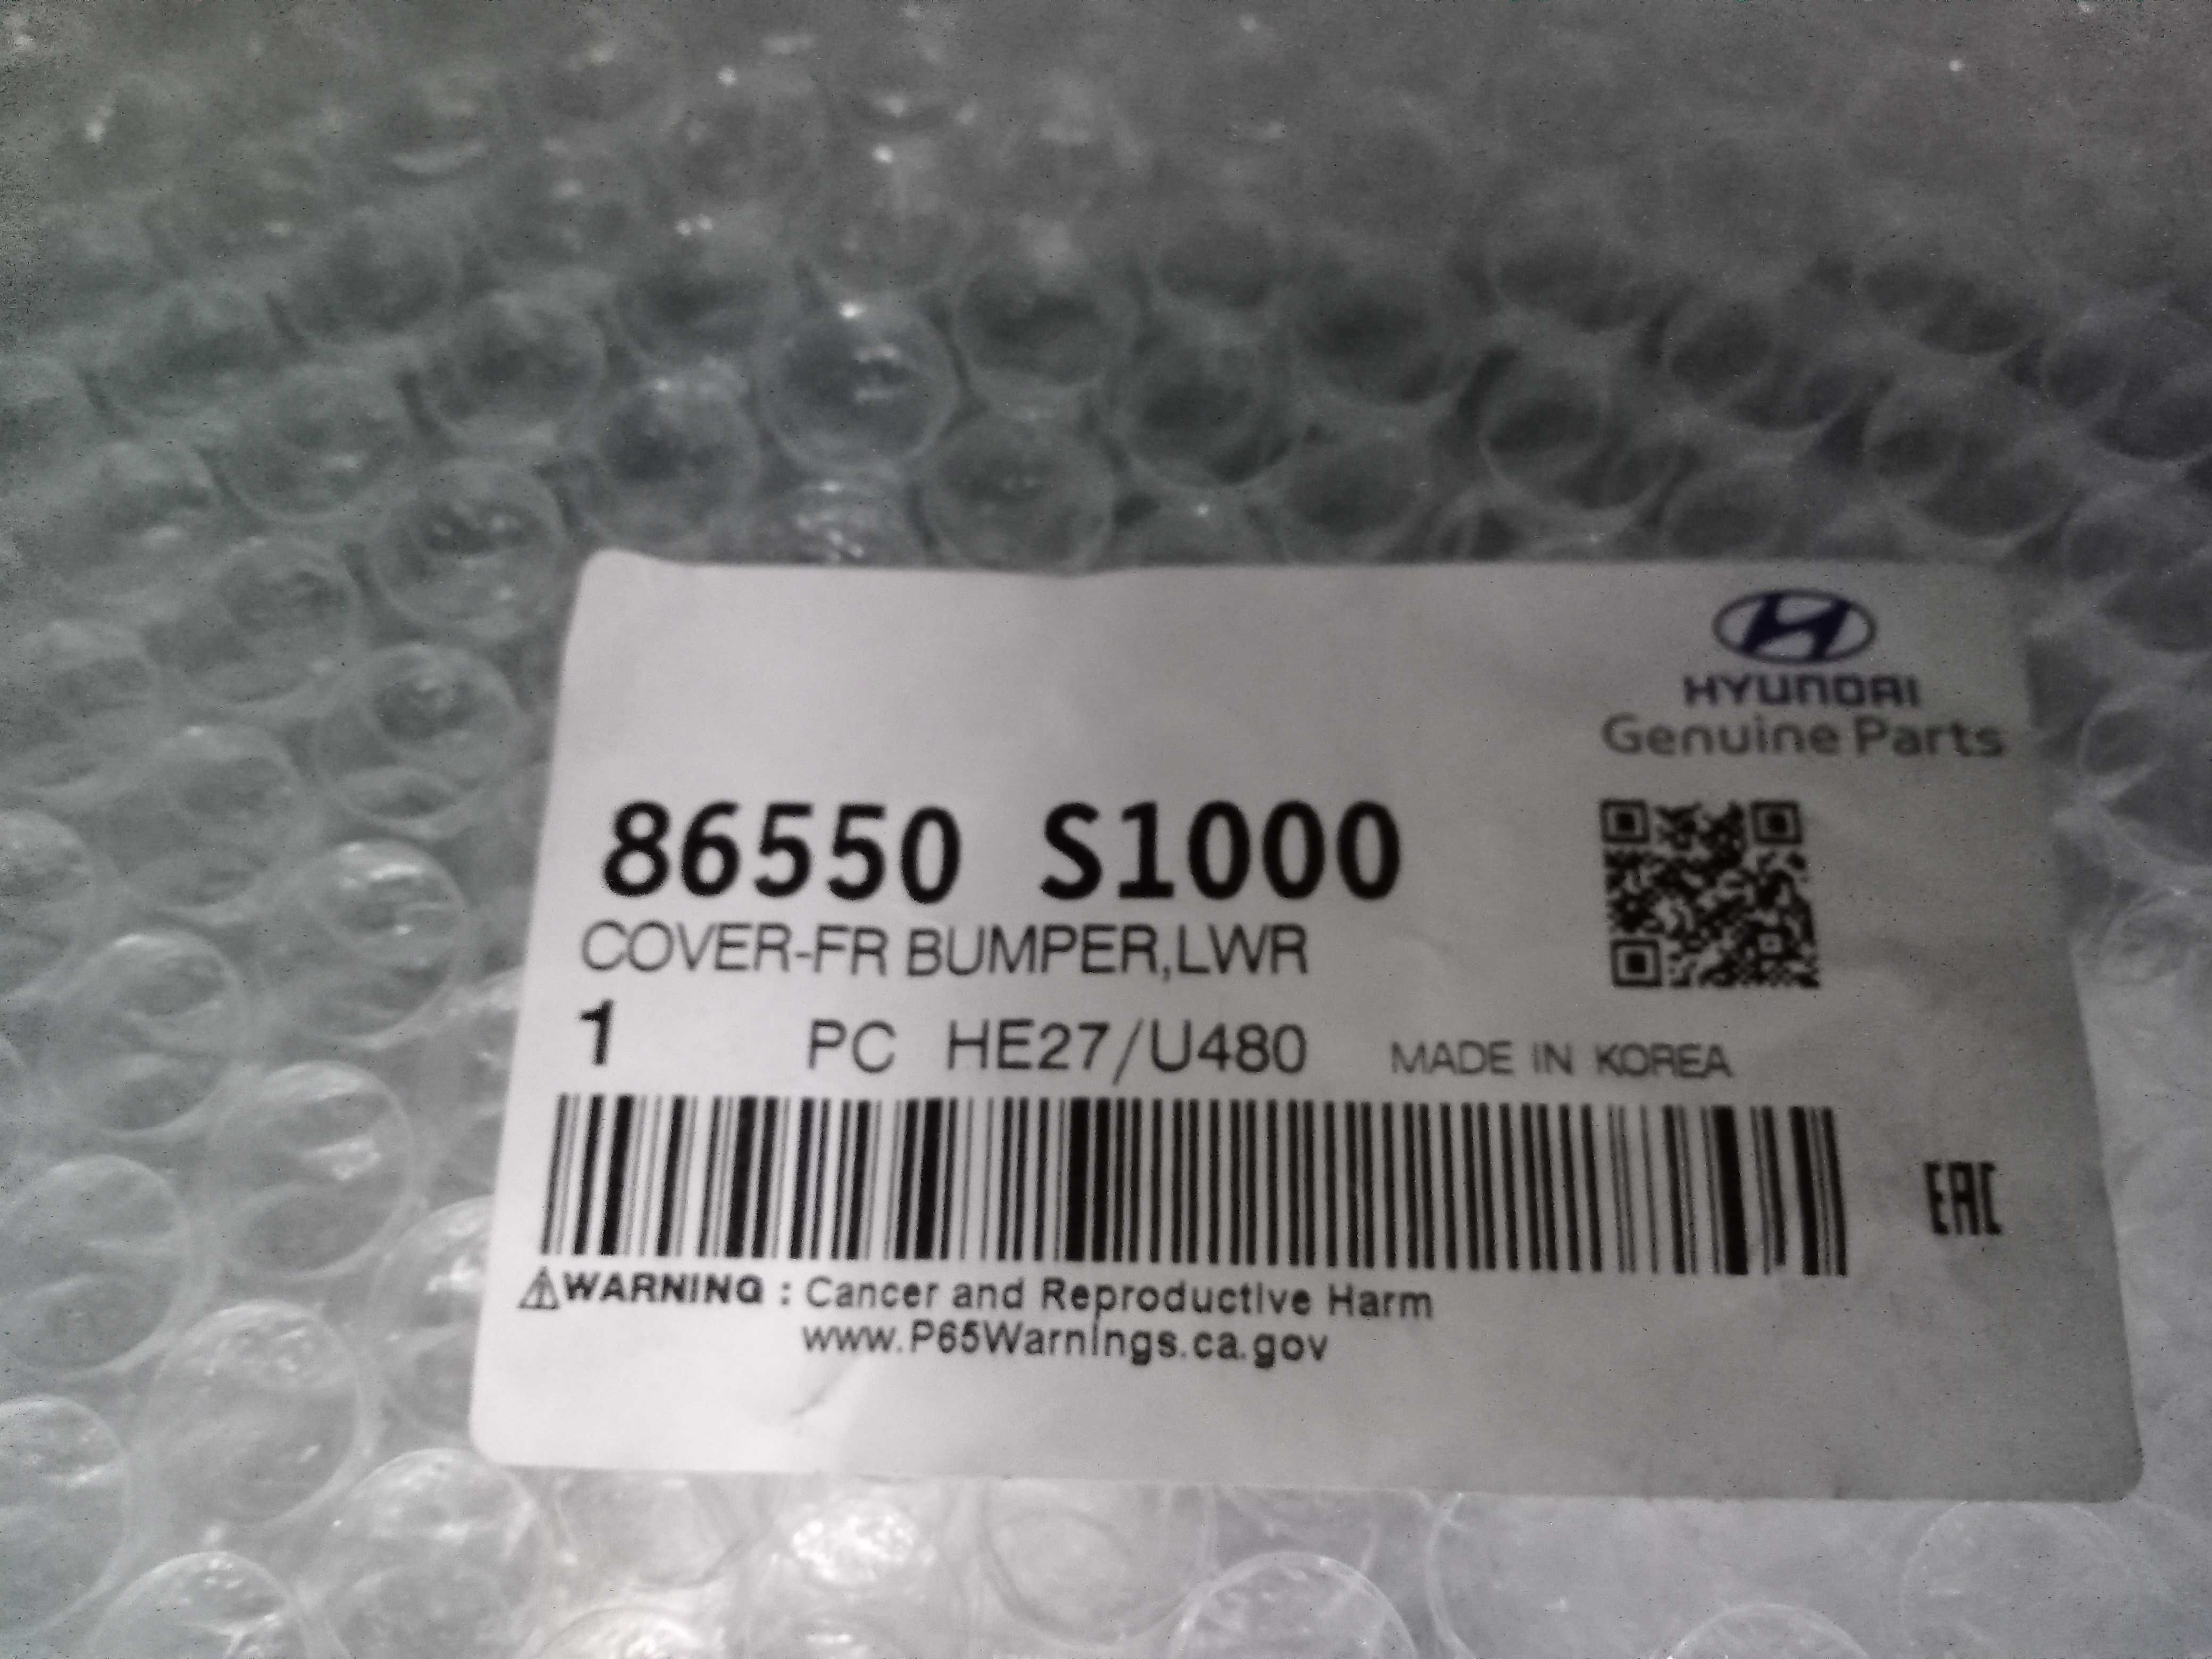 HYUNDAI
Genuine Parts
86550 S1000
COVER-FR BUMPER,LWR
1 PC HE27/U480 MADE IN KOREA
EAC
WARNING : Cancer and Reproductive Harm
www.P65Warnings.ca.gov